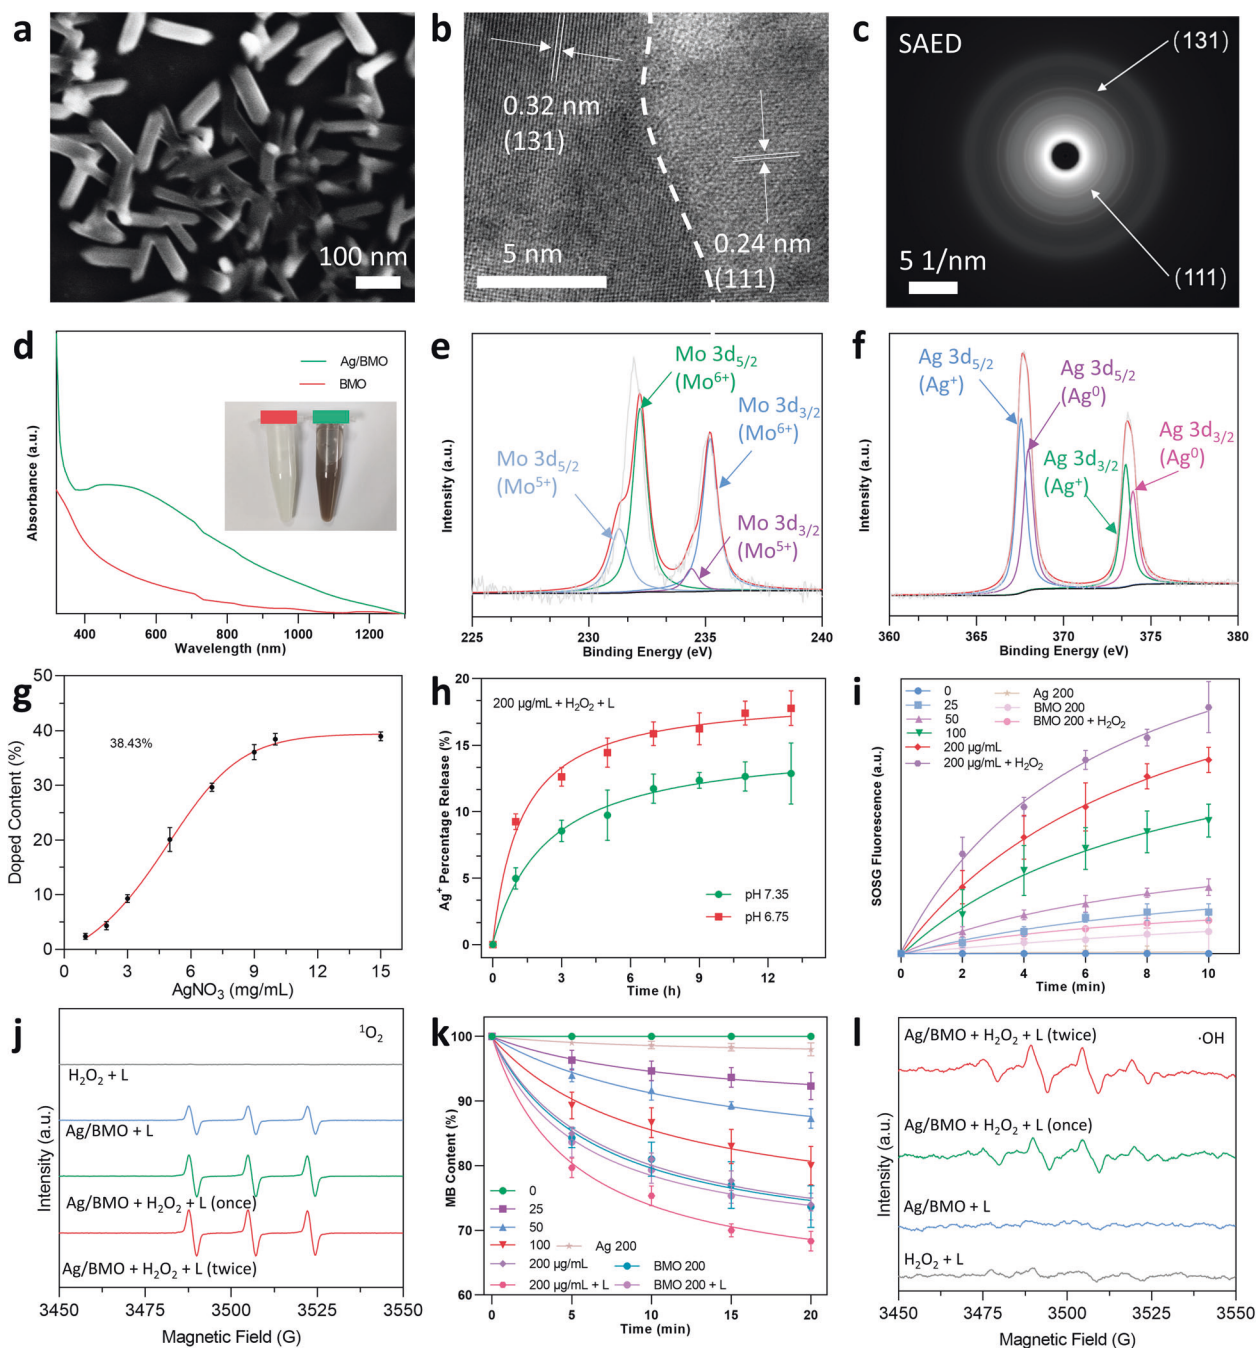 a
100 nm
b
0.32 nm
(131)
5 nm
0.24 nm
(111)
c
SAED
(131)
5 1/nm
(111)
d
Absorbance (a.u.)
Ag/BMO
BMO
400 600 800 1000 1200
Wavelength (nm)
e
Intensity (a.u.)
Mo 3d5/2
(Mo6+)
Mo 3d3/2
(Mo6+)
Mo 3d5/2
(Mo5+)
Mo 3d3/2
(Mo5+)
225 230 235 240
Binding Energy (eV)
f
Intensity (a.u.)
Ag 3d5/2
(Ag+)
Ag 3d5/2
(Ag0)
Ag 3d3/2
(Ag+)
Ag 3d3/2
(Ag0)
360 365 370 375 380
Binding Energy (eV)
g
Doped Content (%)
50
40
30
20
10
0
38.43%
0 3 6 9 12 15
AgNO3 (mg/mL)
h
Ag+ Percentage Release (%)
20
15
10
5
0
200 µg/mL + H2O2 + L
pH 7.35
pH 6.75
0 3 6 9 12
Time (h)
i
SOSG Fluorescence (a.u.)
0
25
50
100
200 µg/mL
200 µg/mL + H2O2
Ag 200
BMO 200
BMO 200 + H2O2
0 2 4 6 8 10
Time (min)
j
Intensity (a.u.)
1O2
H2O2 + L
Ag/BMO + L
Ag/BMO + H2O2 + L (once)
Ag/BMO + H2O2 + L (twice)
3450 3475 3500 3525 3550
Magnetic Field (G)
k
MB Content (%)
100
90
80
70
60
0
25
50
100
200 µg/mL
200 µg/mL + L
Ag 200
BMO 200
BMO 200 + L
0 5 10 15 20
Time (min)
l
Intensity (a.u.)
·OH
Ag/BMO + H2O2 + L (twice)
Ag/BMO + H2O2 + L (once)
Ag/BMO + L
H2O2 + L
3450 3475 3500 3525 3550
Magnetic Field (G)